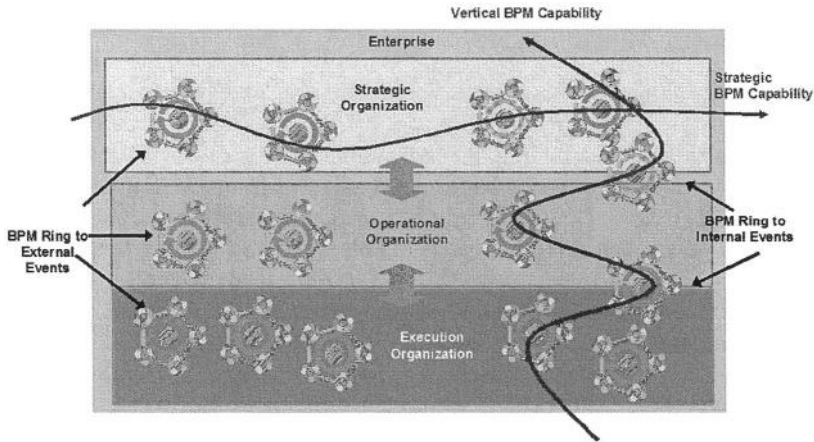 Vertical BPM Capability
Enterprise
Strategic
Organization
Strategic
BPM Capability
BPM Ring to
External
Events
Operational
Organization
BPM Ring to
Internal Events
Execution
Organization